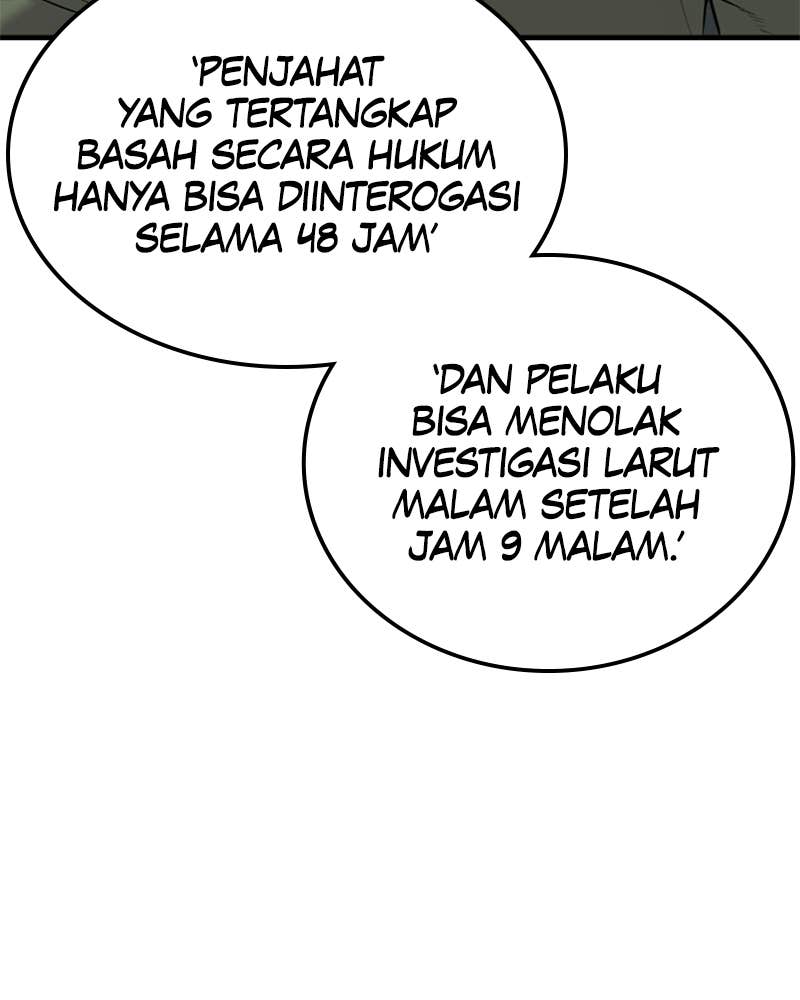 'PENJAHAT
YANG TERTANGKAP
BASAH SECARA HUKUM
HANYA BISA DIINTEROGASI
SELAMA 48 JAM'
'DAN PELAKU
BISA MENOLAK
INVESTIGASI LARUT
MALAM SETELAH
JAM 9 MALAM.'